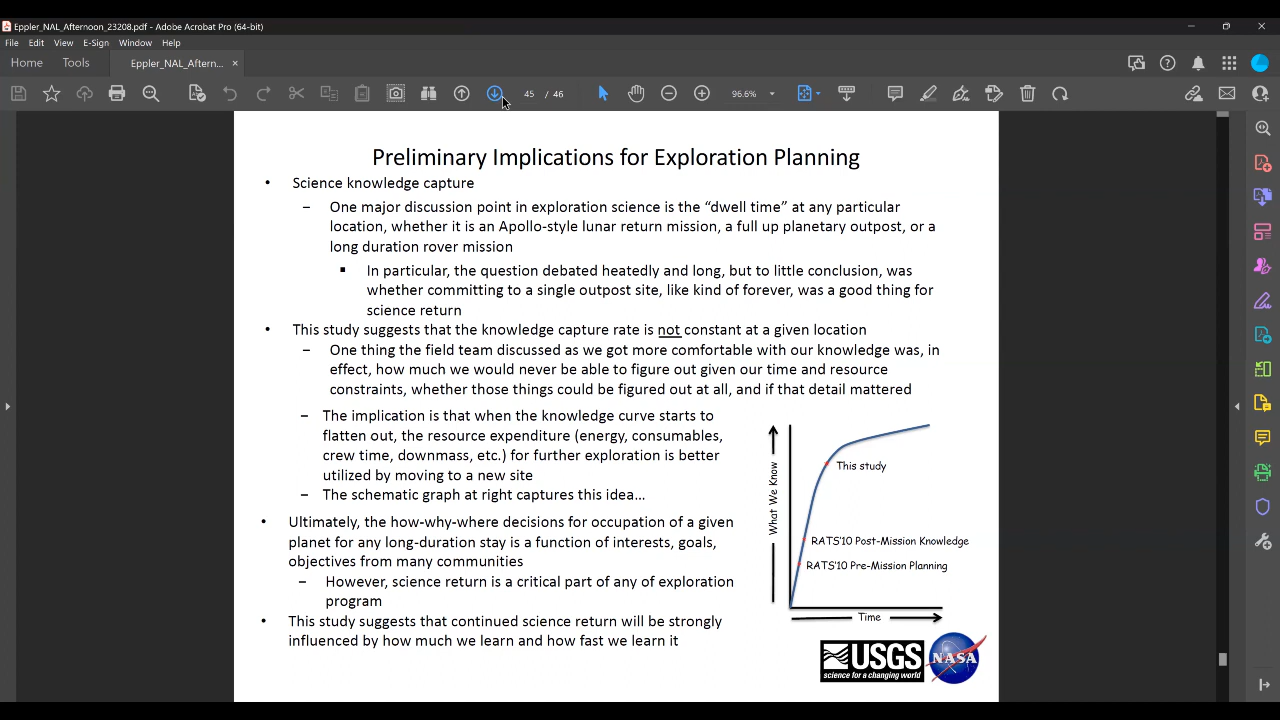 Eppler_NAL_Afternoon_23208.pdf - Adobe Acrobat Pro (64-bit)
File Edit View E-Sign Window Help
Home Tools Eppler_NAL_Aftern... ×
45 / 46 96.6%
Preliminary Implications for Exploration Planning
• Science knowledge capture
– One major discussion point in exploration science is the “dwell time” at any particular
location, whether it is an Apollo-style lunar return mission, a full up planetary outpost, or a
long duration rover mission
▪ In particular, the question debated heatedly and long, but to little conclusion, was
whether committing to a single outpost site, like kind of forever, was a good thing for
science return
• This study suggests that the knowledge capture rate is not constant at a given location
– One thing the field team discussed as we got more comfortable with our knowledge was, in
effect, how much we would never be able to figure out given our time and resource
constraints, whether those things could be figured out at all, and if that detail mattered
– The implication is that when the knowledge curve starts to
flatten out, the resource expenditure (energy, consumables,
crew time, downmass, etc.) for further exploration is better
utilized by moving to a new site
– The schematic graph at right captures this idea…
• Ultimately, the how-why-where decisions for occupation of a given
planet for any long-duration stay is a function of interests, goals,
objectives from many communities
– However, science return is a critical part of any of exploration
program
• This study suggests that continued science return will be strongly
influenced by how much we learn and how fast we learn it
What We Know
This study
RATS'10 Post-Mission Knowledge
RATS'10 Pre-Mission Planning
Time
USGS
science for a changing world
NASA